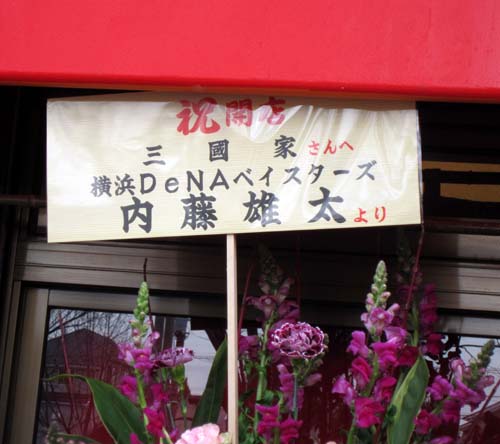 祝開店
三國家さんへ
横浜DeNAベイスターズ
内藤雄太より